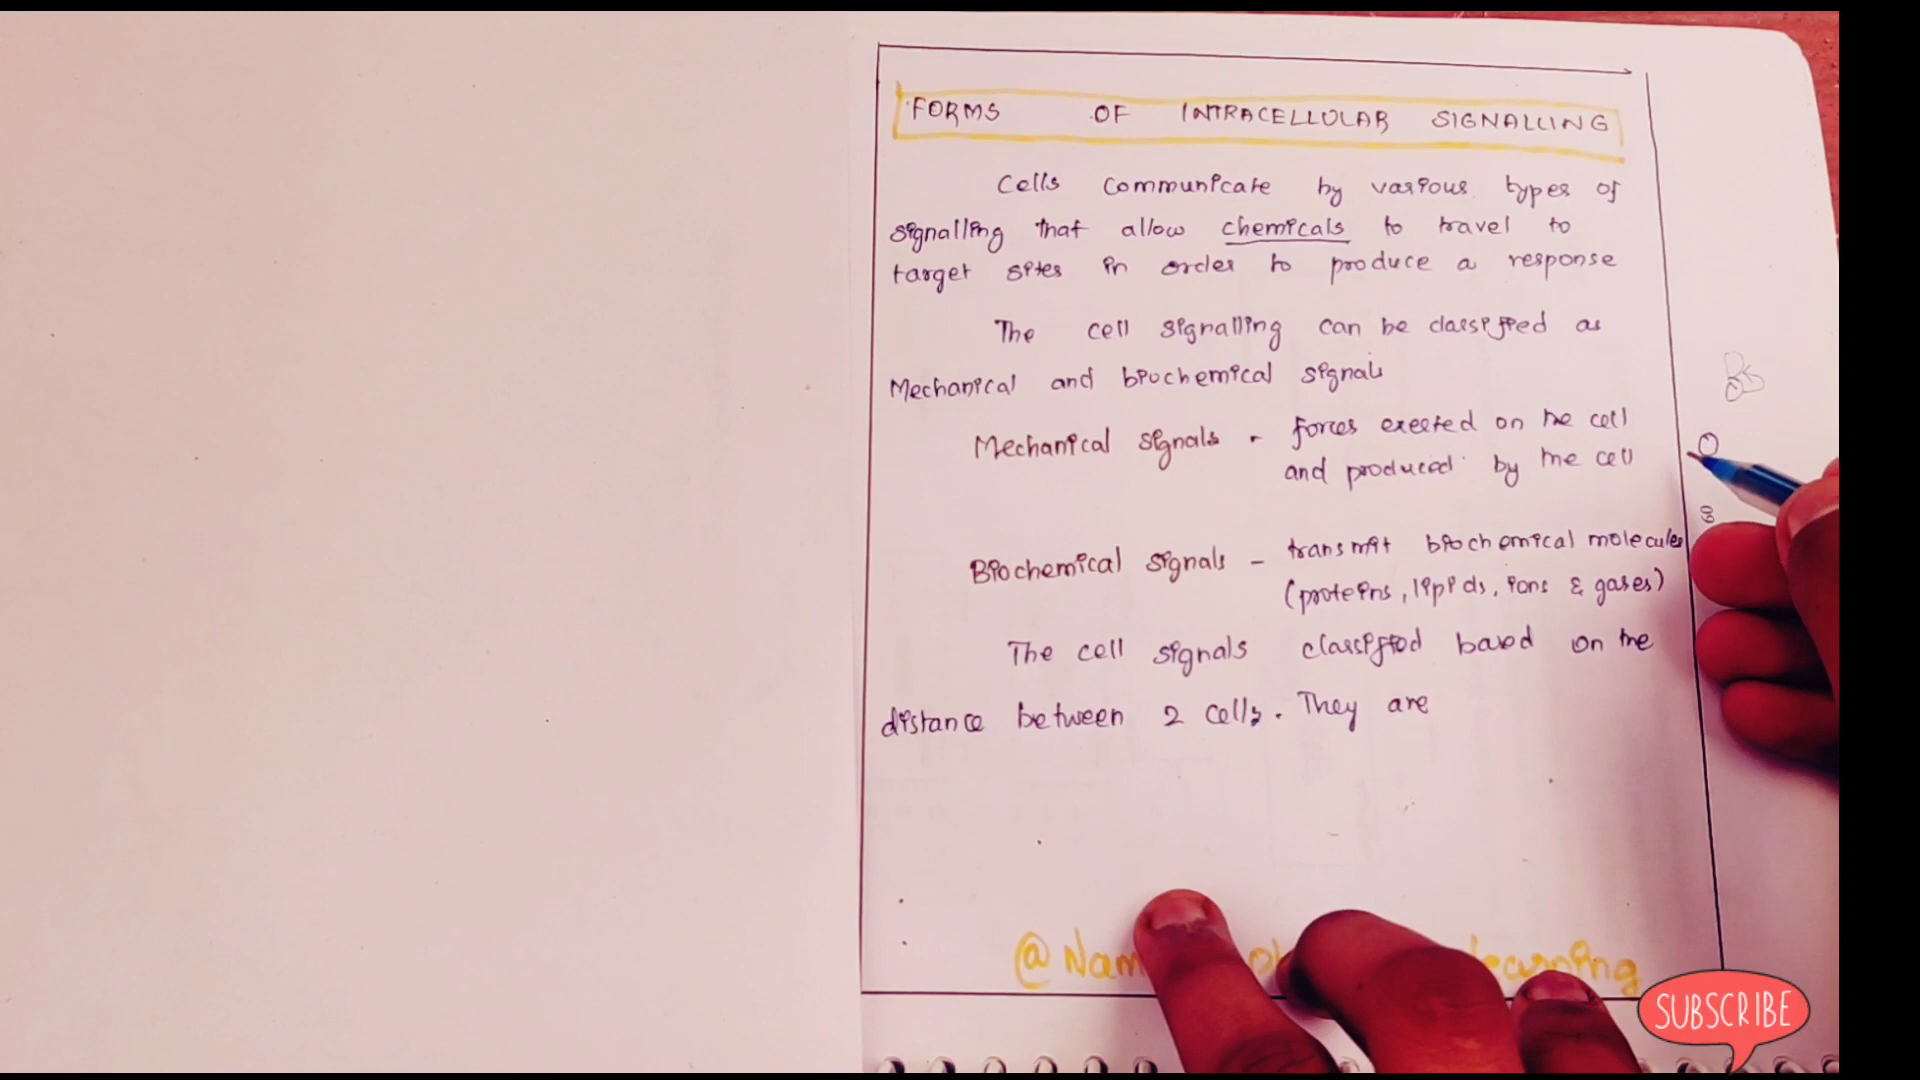 FORMS OF INTRACELLULAR SIGNALLING
Cells communicate by various types of
signalling that allow chemicals to travel to
target sites in order to produce a response
The cell signalling can be classified as
Mechanical and biochemical signals
Mechanical signals - forces exerted on the cell
and produced by the cell
Biochemical signals - transmit biochemical molecules
(proteins, lipids, ions & gases)
The cell signals classified based on the
distance between 2 cells. They are
@Nam learning
SUBSCRIBE